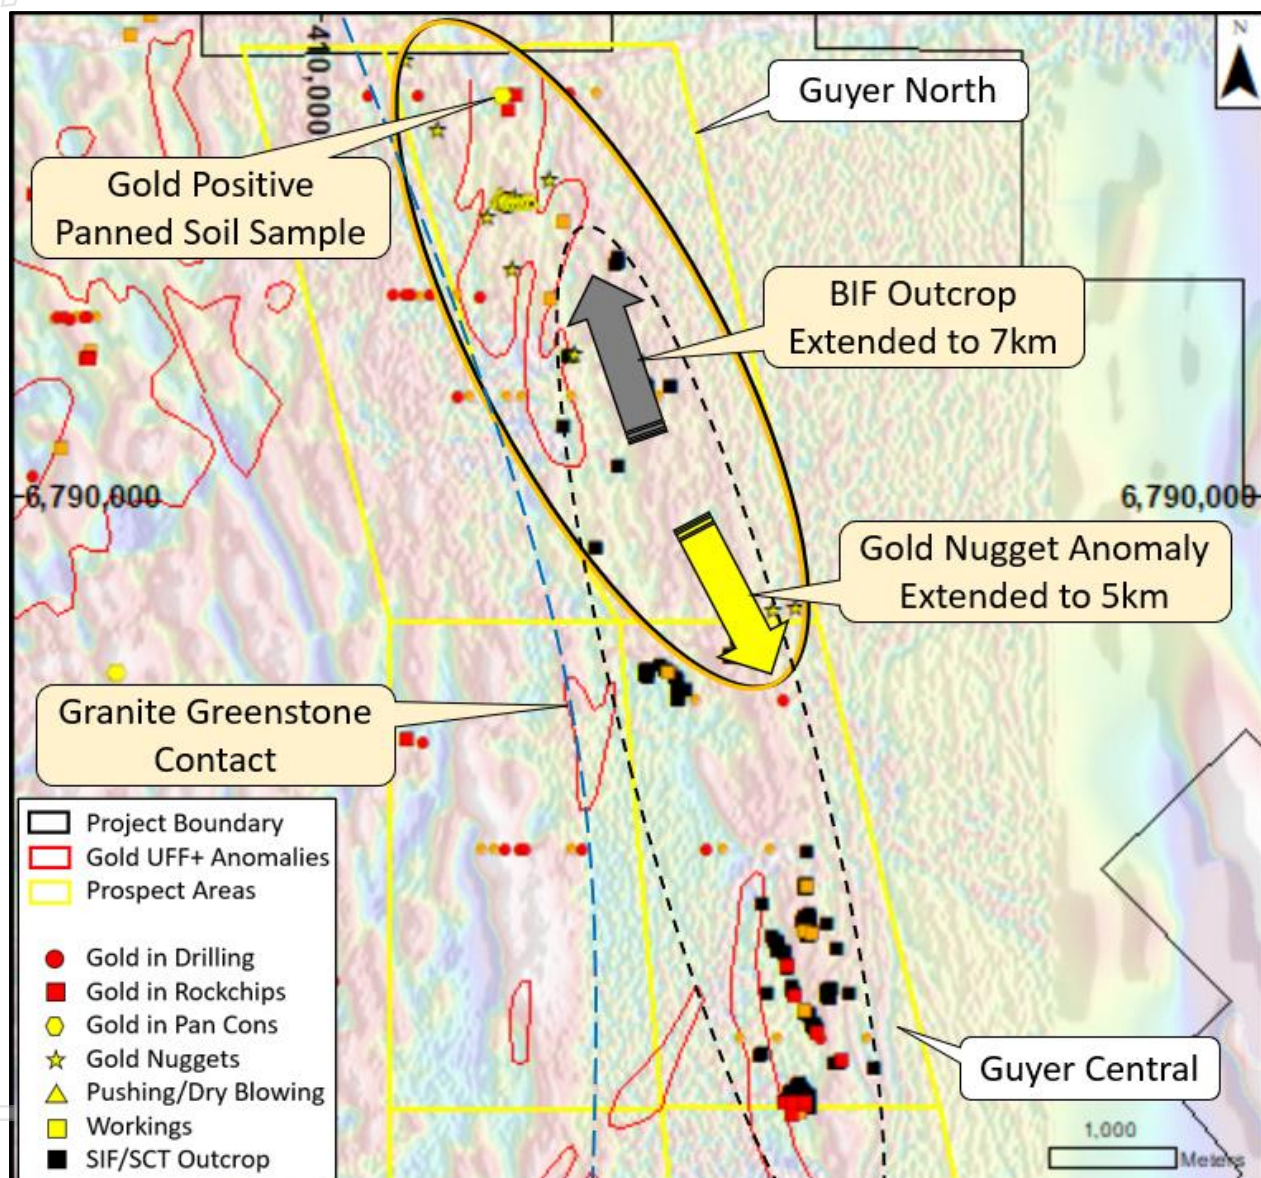 N
410,000
Guyer North
Gold Positive
Panned Soil Sample
BIF Outcrop
Extended to 7km
6,790,000
6,790,000
Gold Nugget Anomaly
Extended to 5km
Granite Greenstone
Contact
Project Boundary
Gold UFF+ Anomalies
Prospect Areas
Gold in Drilling
Gold in Rockchips
Gold in Pan Cons
Gold Nuggets
Pushing/Dry Blowing
Workings
SIF/SCT Outcrop
Guyer Central
1,000
Meters